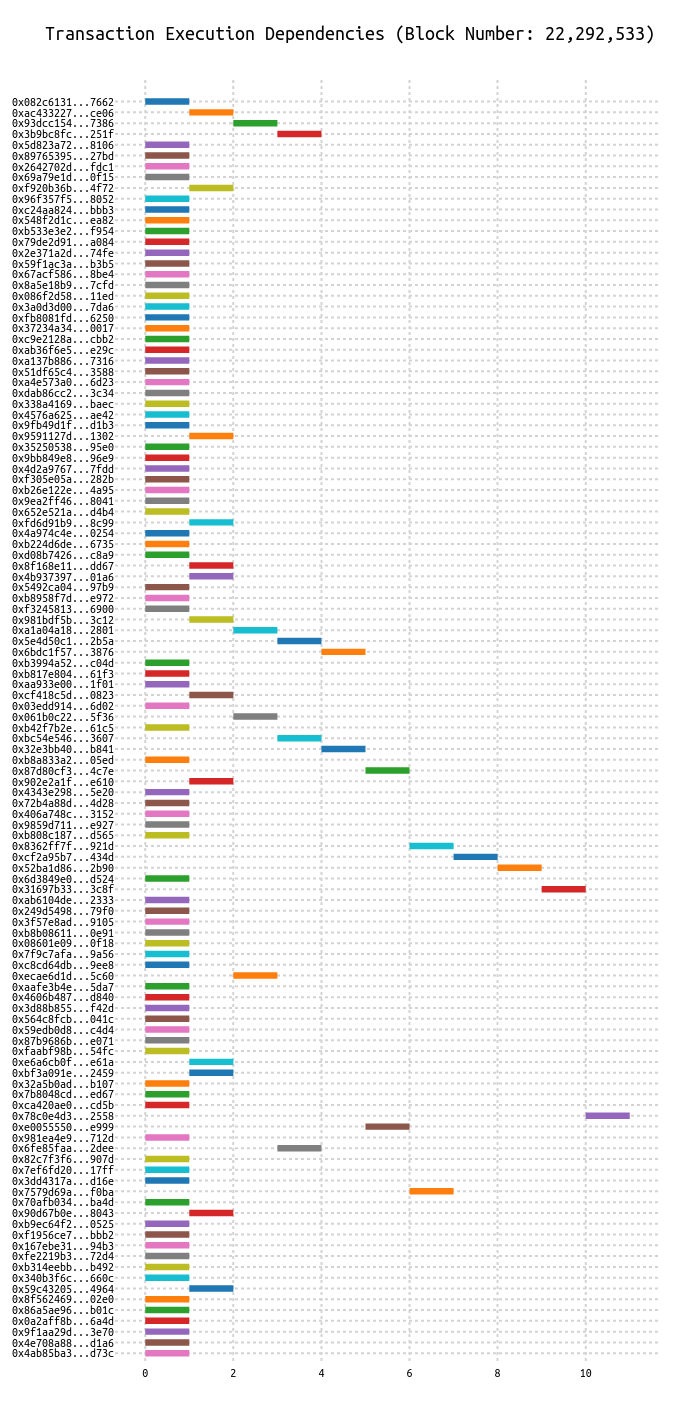 Transaction Execution Dependencies (Block Number: 22,292,533)
0x082c6131...7662
0xac433227...ce06
0x93dcc154...7386
0x3b9bc8fc...251f
0x5d823a72...8106
0x89765395...27bd
0x2642702d...fdc1
0x69a79e1d...0f15
0xf920b36b...4f72
0x96f357f5...8052
0xc24aa824...bbb3
0x548f2d1c...ea82
0xb533e3e2...f954
0x79de2d91...a084
0x2e371a2d...74fe
0x59f1ac3a...b3b5
0x67acf586...8be4
0x8a5e18b9...7cfd
0x086f2d58...11ed
0x3a0d3d00...7da6
0xfb8081fd...6250
0x37234a34...0017
0xc9e2128a...cbb2
0xab36f6e5...e29c
0xa137b886...7316
0x51df65c4...3588
0xa4e573a0...6d23
0xdab86cc2...3c34
0x338a4169...baec
0x4576a625...ae42
0x9fb49d1f...d1b3
0x9591127d...1302
0x35250538...95e0
0x9bb849e8...96e9
0x4d2a9767...7fdd
0xf305e05a...282b
0xb26e122e...4a95
0x9ea2ff46...8041
0x652e521a...d4b4
0xfd6d91b9...8c99
0x4a974c4e...0254
0xb224d6de...6735
0xd08b7426...c8a9
0x8f168e11...dd67
0x4b937397...01a6
0x5492ca04...97b9
0xb8958f7d...e972
0xf3245813...6900
0x981bdf5b...3c12
0xa1a04a18...2801
0x5e4d50c1...2b5a
0x6bdc1f57...3876
0xb3994a52...c04d
0xb817e804...61f3
0xaa933e00...1f01
0xcf418c5d...0823
0x03edd914...6d02
0x061b0c22...5f36
0xb42f7b2e...61c5
0xbc54e546...3607
0x32e3bb40...b841
0xb8a833a2...05ed
0x87d80cf3...4c7e
0x902e2a1f...e610
0x4343e298...5e20
0x72b4a88d...4d28
0x406a748c...3152
0x9859d711...e927
0xb808c187...d565
0x8362ff7f...921d
0xcf2a95b7...434d
0x52ba1d86...2b90
0x6d3849e0...d524
0x31697b33...3c8f
0xab6104de...2333
0x249d5498...79f0
0x3f57e8ad...9105
0xb8b08611...0e91
0x08601e09...0f18
0x7f9c7afa...9a56
0xc8cd64db...9ee8
0xecae6d1d...5c60
0xaafe3b4e...5da7
0x4606b487...d840
0x3d88b855...f42d
0x564c8fcb...041c
0x59edb0d8...c4d4
0x87b9686b...e071
0xfaabf98b...54fc
0xe6a6cb0f...e61a
0xbf3a091e...2459
0x32a5b0ad...b107
0x7b8048cd...ed67
0xca420ae0...cd5b
0x78c0e4d3...2558
0xe0055550...e999
0x981ea4e9...712d
0x6fe85faa...2dee
0x82c7f3f6...907d
0x7ef6fd20...17ff
0x3dd4317a...d16e
0x7579d69a...f0ba
0x70afb034...ba4d
0x90d67b0e...8043
0xb9ec64f2...0525
0xf1956ce7...bbb2
0x167ebe31...94b3
0xfe2219b3...72d4
0xb314eebb...b492
0x340b3f6c...660c
0x59c43205...4964
0x8f562469...02e0
0x86a5ae96...b01c
0x0a2aff8b...6a4d
0x9f1aa29d...3e70
0x4e708a88...d1a6
0x4ab85ba3...d73c
0 2 4 6 8 10